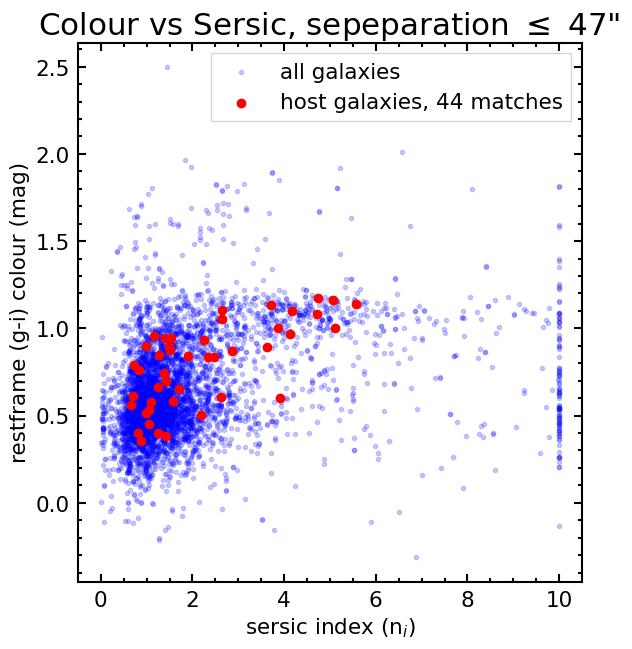 Colour vs Sersic, sepeparation ≤ 47"
all galaxies
host galaxies, 44 matches
restframe (g-i) colour (mag)
2.5
2.0
1.5
1.0
0.5
0.0
0 2 4 6 8 10
sersic index (n_i)